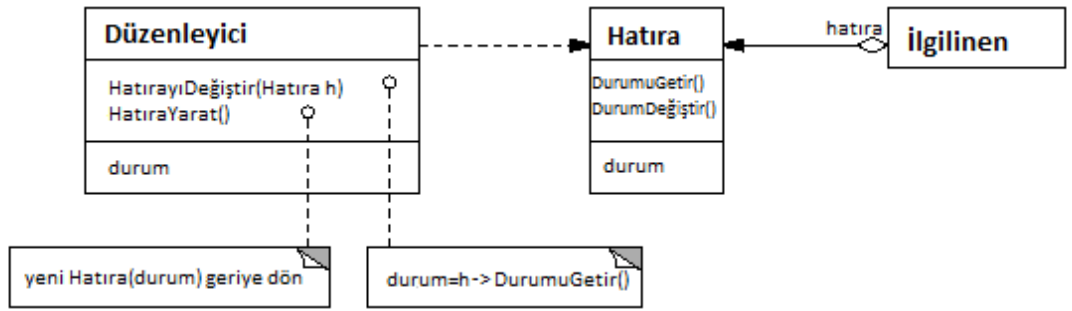 Düzenleyici
HatırayıDeğiştir(Hatıra h)
HatıraYarat()
durum
Hatıra
DurumuGetir()
DurumDeğiştir()
durum
hatıra
İlgilinen
yeni Hatıra(durum) geriye dön
durum=h->DurumuGetir()